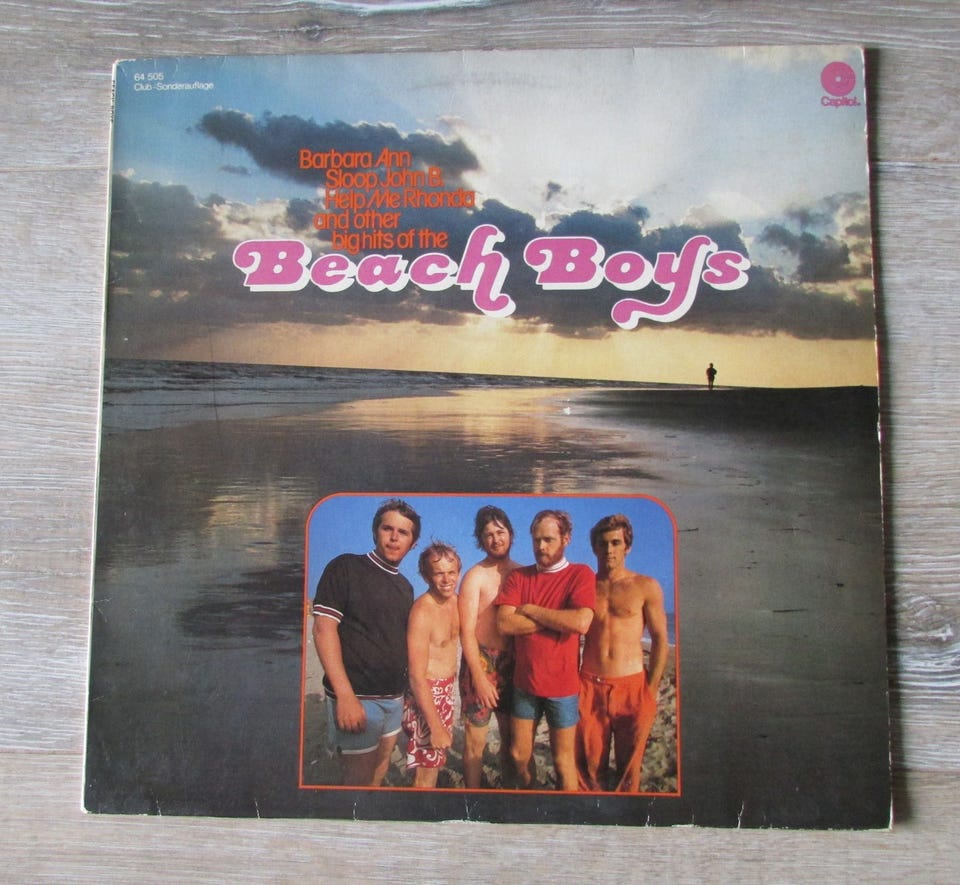 64 505
Club-Sonderauflage
Capitol®
Barbara Ann
Sloop John B.
Help Me Rhonda
and other
big hits of the
Beach Boys